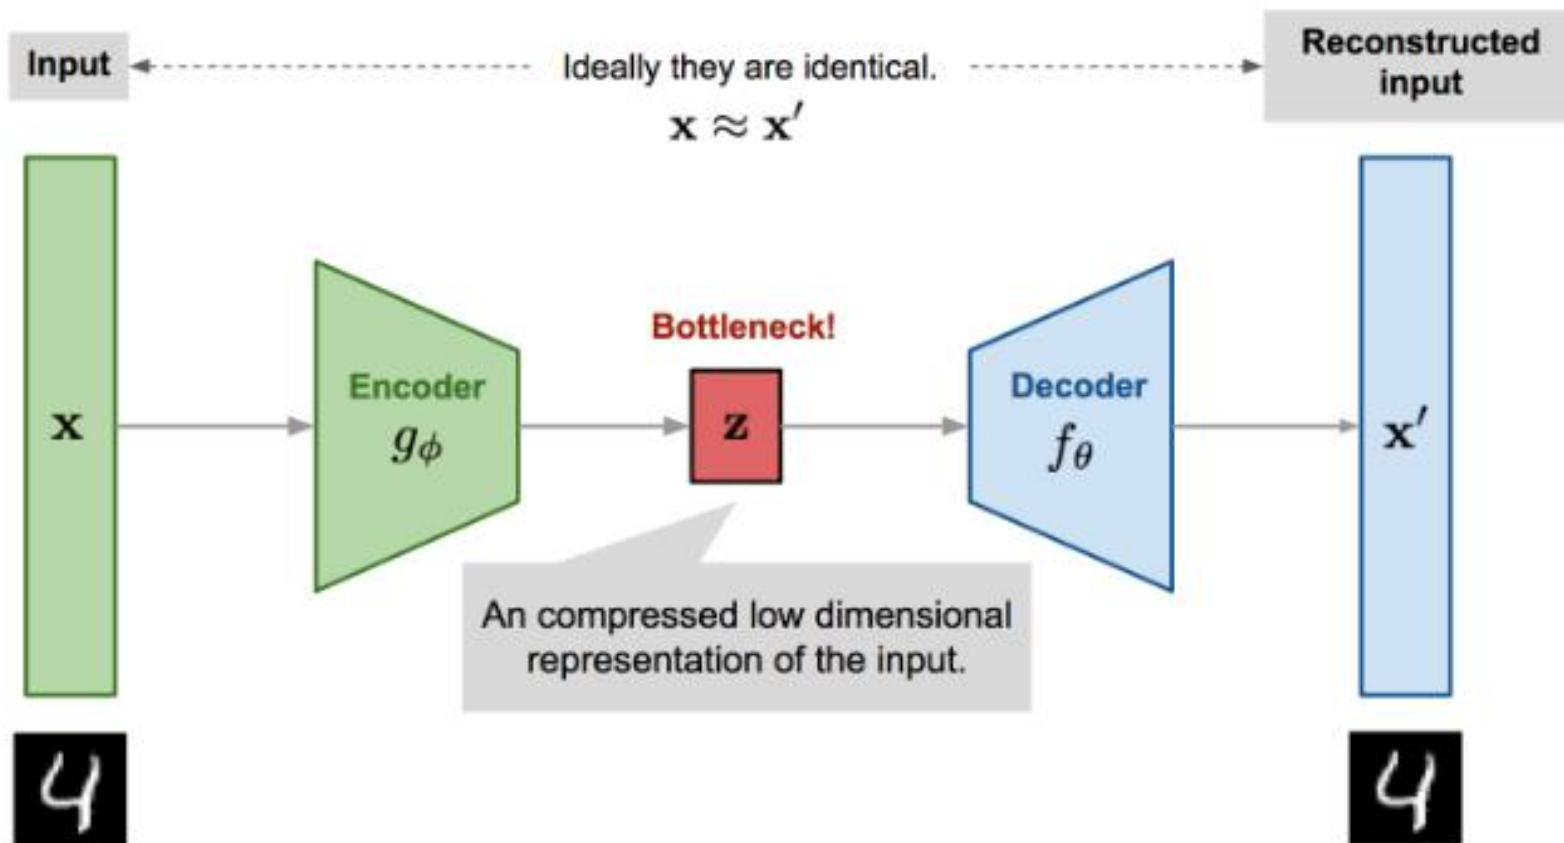 Input
Ideally they are identical.
x ≈ x′
Reconstructed
input
Bottleneck!
Encoder
gϕ
Decoder
fθ
x
z
x′
An compressed low dimensional
representation of the input.
4
4